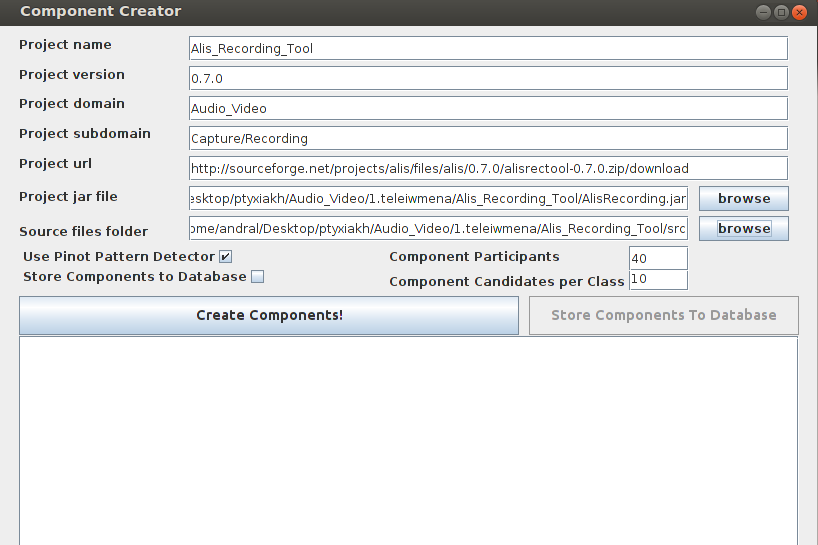 Component Creator
Project name Alis_Recording_Tool
Project version 0.7.0
Project domain Audio_Video
Project subdomain Capture/Recording
Project url http://sourceforge.net/projects/alis/files/alis/0.7.0/alisrectool-0.7.0.zip/download
Project jar file esktop/ptyxiakh/Audio_Video/1.teleiwmena/Alis_Recording_Tool/AlisRecording.jar browse
Source files folder ome/andral/Desktop/ptyxiakh/Audio_Video/1.teleiwmena/Alis_Recording_Tool/src browse
Use Pinot Pattern Detector Component Participants 40
Store Components to Database Component Candidates per Class 10
Create Components! Store Components To Database